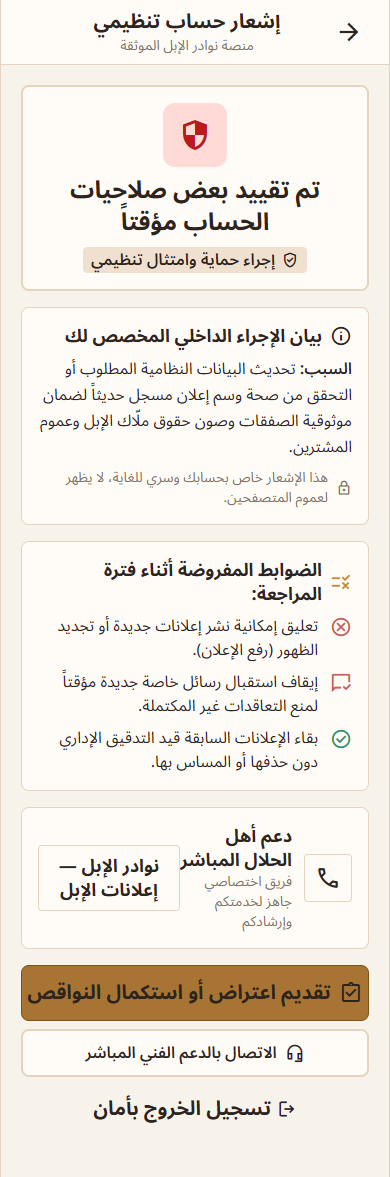 إشعار حساب تنظيمي
منصة نوادر الإبل الموثقة
تم تقييد بعض صلاحيات
الحساب مؤقتاً
إجراء حماية وامتثال تنظيمي
بيان الإجراء الداخلي المخصص لك
السبب: تحديث البيانات النظامية المطلوب أو
التحقق من صحة وسم إعلان مسجل حديثاً لضمان
موثوقية الصفقات وصون حقوق ملّاك الإبل وعموم
المشترين.
هذا الإشعار خاص بحسابك وسري للغاية، لا يظهر
لعموم المتصفحين.
الضوابط المفروضة أثناء فترة
المراجعة:
تعليق إمكانية نشر إعلانات جديدة أو تجديد
الظهور (رفع الإعلان).
إيقاف استقبال رسائل خاصة جديدة مؤقتاً
لمنع التعاقدات غير المكتملة.
بقاء الإعلانات السابقة قيد التدقيق الإداري
دون حذفها أو المساس بها.
دعم أهل
الحلال المباشر
فريق اختصاصي
جاهز لخدمتكم
وإرشادكم
نوادر الإبل —
إعلانات الإبل
تقديم اعتراض أو استكمال النواقص
الاتصال بالدعم الفني المباشر
تسجيل الخروج بأمان